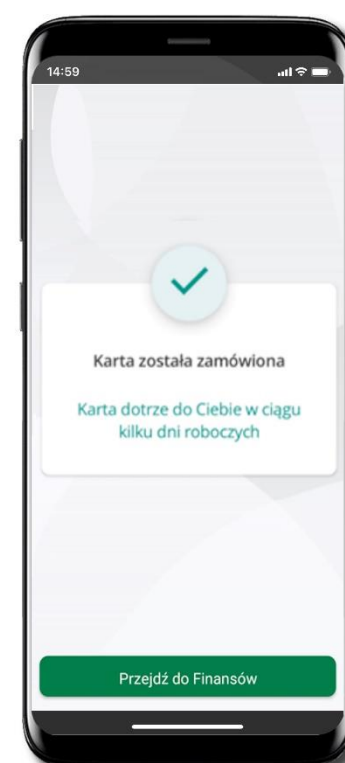 14:59
Karta została zamówiona
Karta dotrze do Ciebie w ciągu
kilku dni roboczych
Przejdź do Finansów